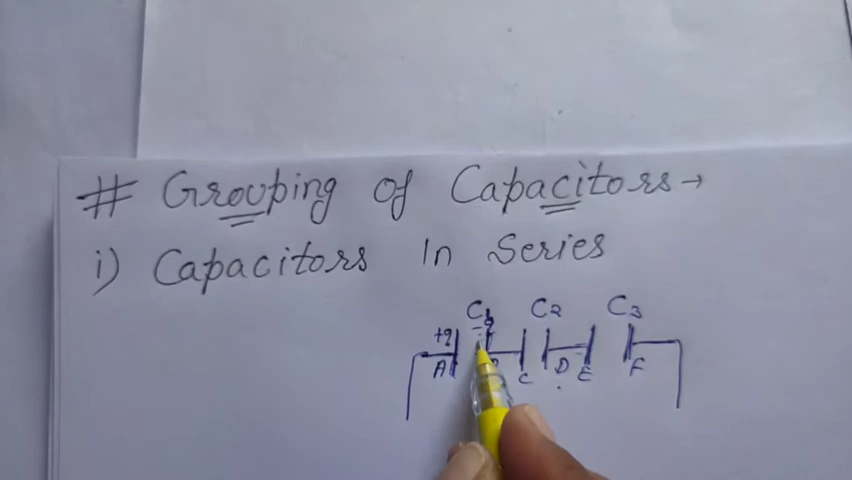 # Grouping of Capacitors →
i) Capacitors In Series
C1 C2 C3
+q -q
A C D E F